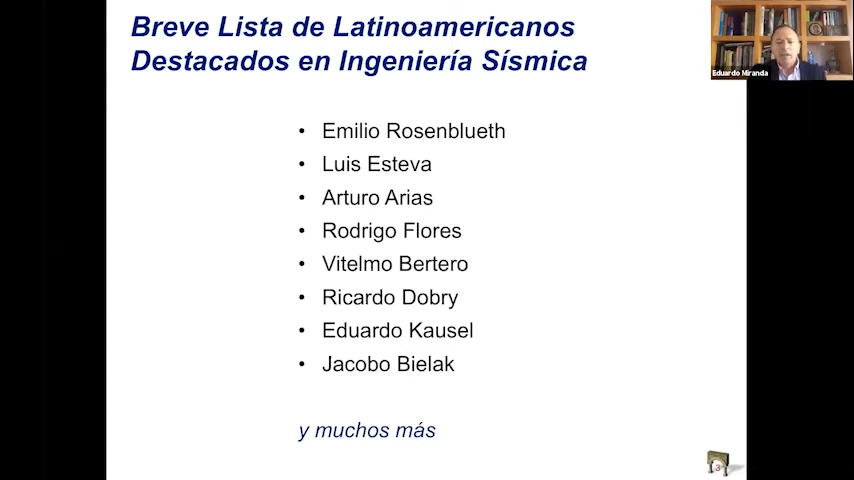 Breve Lista de Latinoamericanos
Destacados en Ingeniería Sísmica
Eduardo Miranda
• Emilio Rosenblueth
• Luis Esteva
• Arturo Arias
• Rodrigo Flores
• Vitelmo Bertero
• Ricardo Dobry
• Eduardo Kausel
• Jacobo Bielak
y muchos más
3